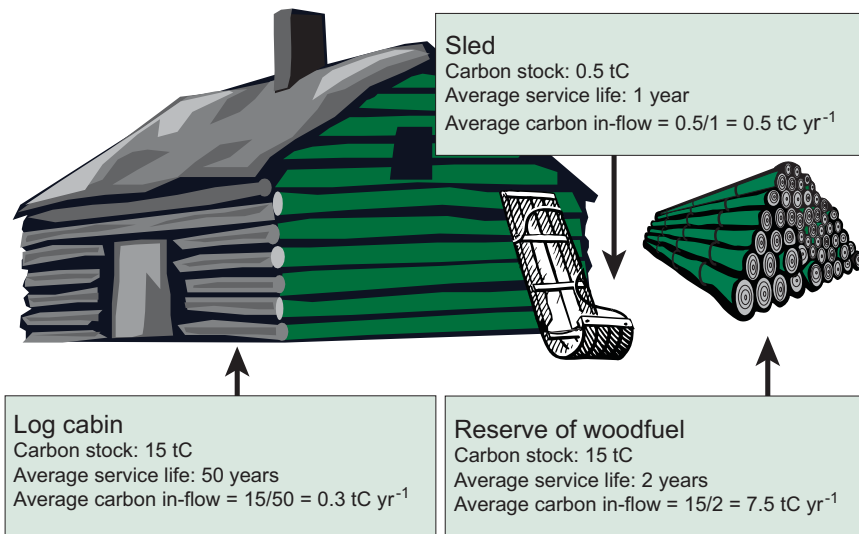 Sled
Carbon stock: 0.5 tC
Average service life: 1 year
Average carbon in-flow = 0.5/1 = 0.5 tC yr⁻¹
Log cabin
Carbon stock: 15 tC
Average service life: 50 years
Average carbon in-flow = 15/50 = 0.3 tC yr⁻¹
Reserve of woodfuel
Carbon stock: 15 tC
Average service life: 2 years
Average carbon in-flow = 15/2 = 7.5 tC yr⁻¹